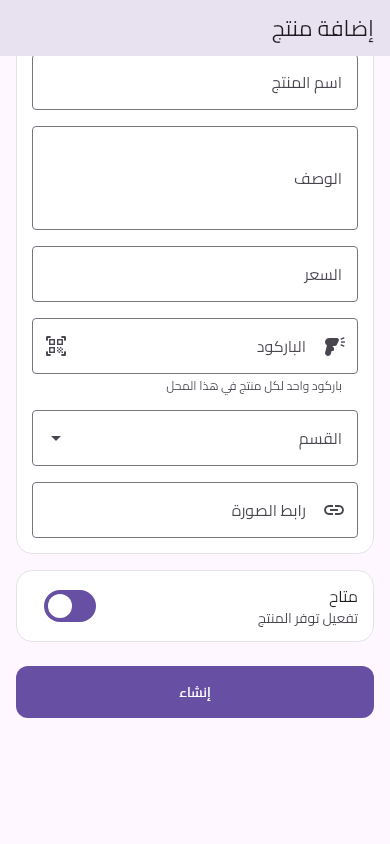 إضافة منتج
اسم المنتج
الوصف
السعر
الباركود
باركود واحد لكل منتج في هذا المحل
القسم
رابط الصورة
متاح
تفعيل توفر المنتج
إنشاء